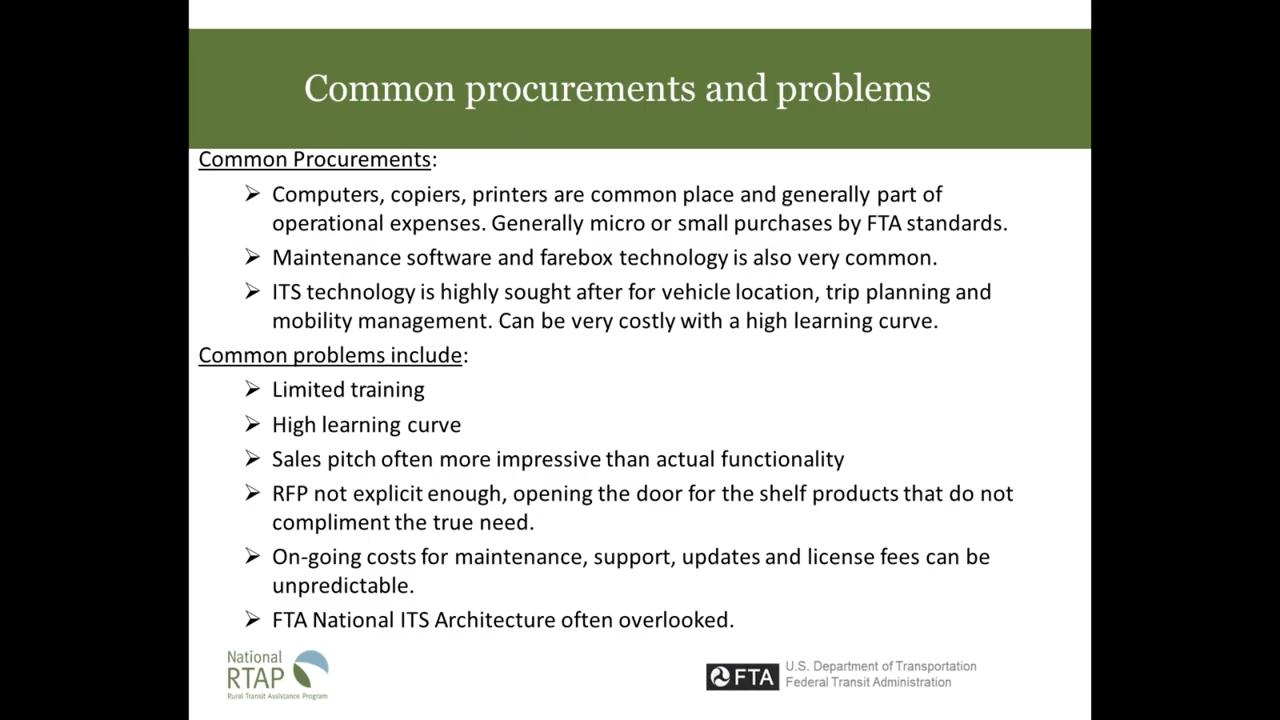 Common procurements and problems
Common Procurements:
➢ Computers, copiers, printers are common place and generally part of
operational expenses. Generally micro or small purchases by FTA standards.
➢ Maintenance software and farebox technology is also very common.
➢ ITS technology is highly sought after for vehicle location, trip planning and
mobility management. Can be very costly with a high learning curve.
Common problems include:
➢ Limited training
➢ High learning curve
➢ Sales pitch often more impressive than actual functionality
➢ RFP not explicit enough, opening the door for the shelf products that do not
compliment the true need.
➢ On-going costs for maintenance, support, updates and license fees can be
unpredictable.
➢ FTA National ITS Architecture often overlooked.
National
RTAP
Rural Transit Assistance Program
FTA
U.S. Department of Transportation
Federal Transit Administration